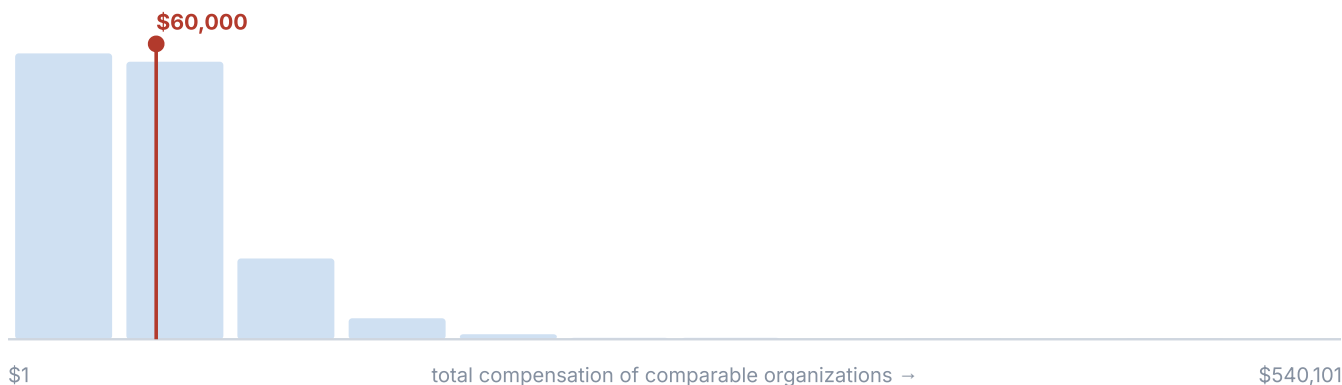 $60,000
$1
total compensation of comparable organizations →
$540,101